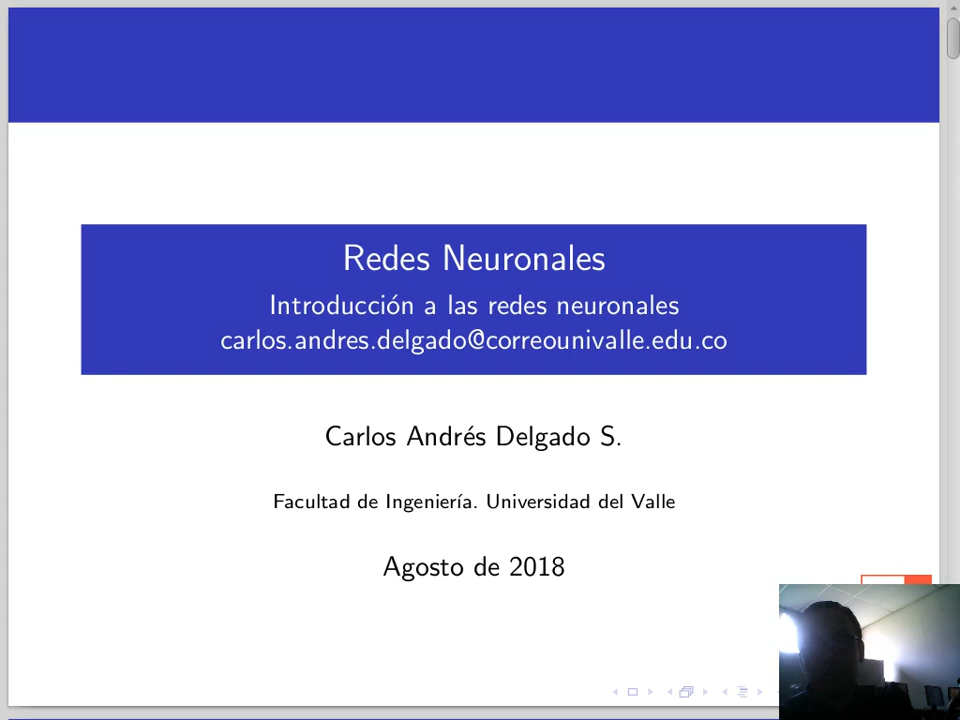 Redes Neuronales
Introducción a las redes neuronales
carlos.andres.delgado@correounivalle.edu.co
Carlos Andrés Delgado S.
Facultad de Ingeniería. Universidad del Valle
Agosto de 2018